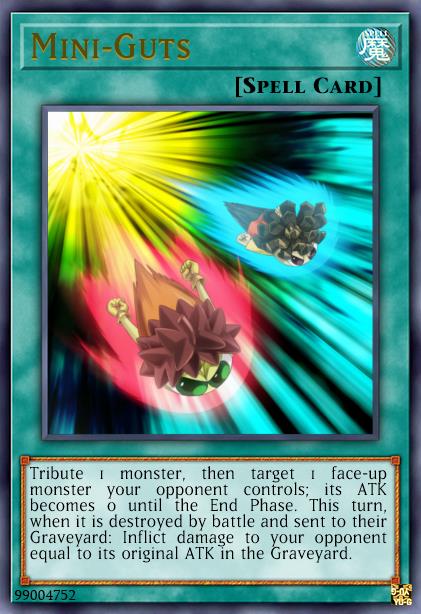 Mini-Guts
[Spell Card]
SPELL
魔
Tribute 1 monster, then target 1 face-up
monster your opponent controls; its ATK
becomes 0 until the End Phase. This turn,
when it is destroyed by battle and sent to their
Graveyard: Inflict damage to your opponent
equal to its original ATK in the Graveyard.
99004752